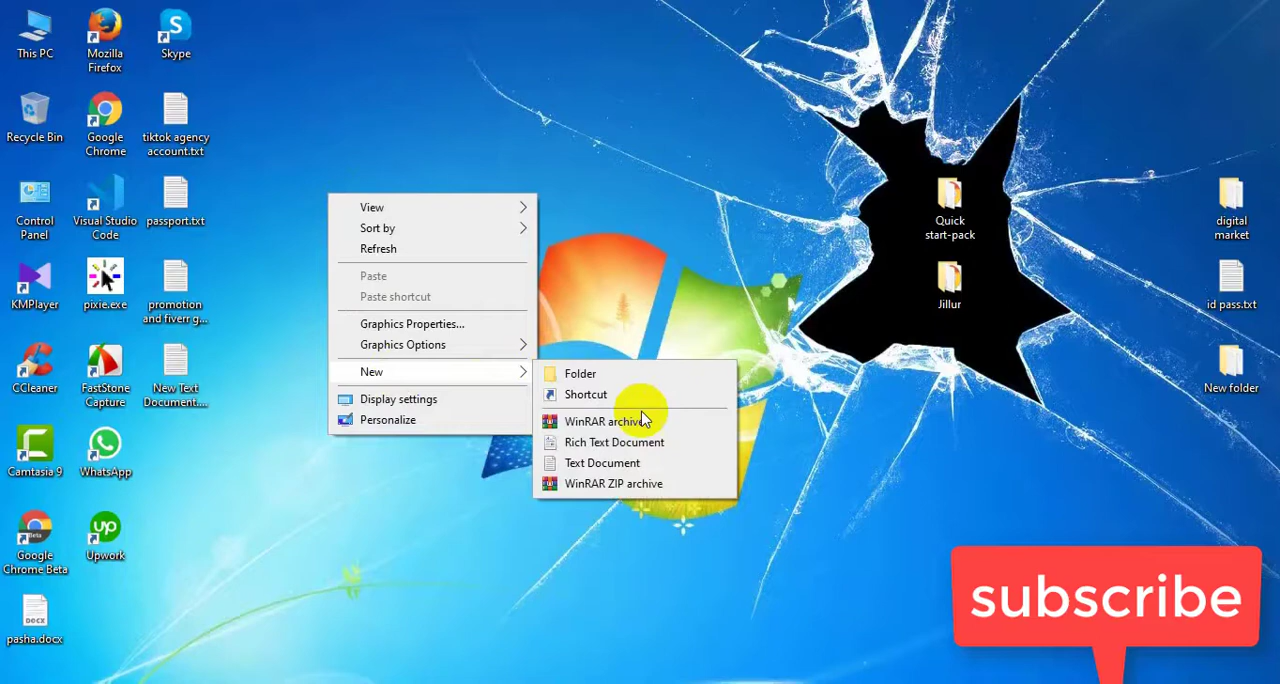 This PC
Mozilla
Firefox
S
Skype
Recycle Bin
Google
Chrome
tiktok agency
account.txt
Control
Panel
Visual Studio
Code
passport.txt
KMPlayer
pixie.exe
promotion
and fiverr g...
CCleaner
FastStone
Capture
New Text
Document....
Camtasia 9
WhatsApp
Beta
Google
Chrome Beta
up
Upwork
DOCX
pasha.docx
View
Sort by
Refresh
Paste
Paste shortcut
Graphics Properties...
Graphics Options
New
Display settings
Personalize
Folder
Shortcut
WinRAR archive
Rich Text Document
Text Document
WinRAR ZIP archive
Quick
start-pack
Jillur
digital
market
id pass.txt
New folder
subscribe